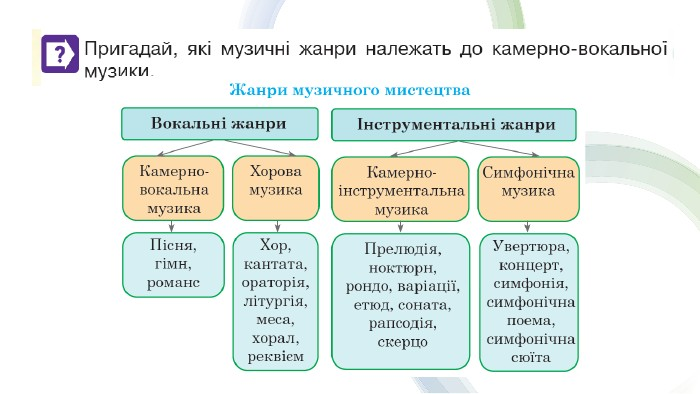 ?
Пригадай, які музичні жанри належать до камерно-вокальної
музики.
Жанри музичного мистецтва
Вокальні жанри
Інструментальні жанри
Камерно-
вокальна
музика
Хорова
музика
Камерно-
інструментальна
музика
Симфонічна
музика
Пісня,
гімн,
романс
Хор,
кантата,
ораторія,
літургія,
меса,
хорал,
реквієм
Прелюдія,
ноктюрн,
рондо, варіації,
етюд, соната,
рапсодія,
скерцо
Увертюра,
концерт,
симфонія,
симфонічна
поема,
симфонічна
сюїта